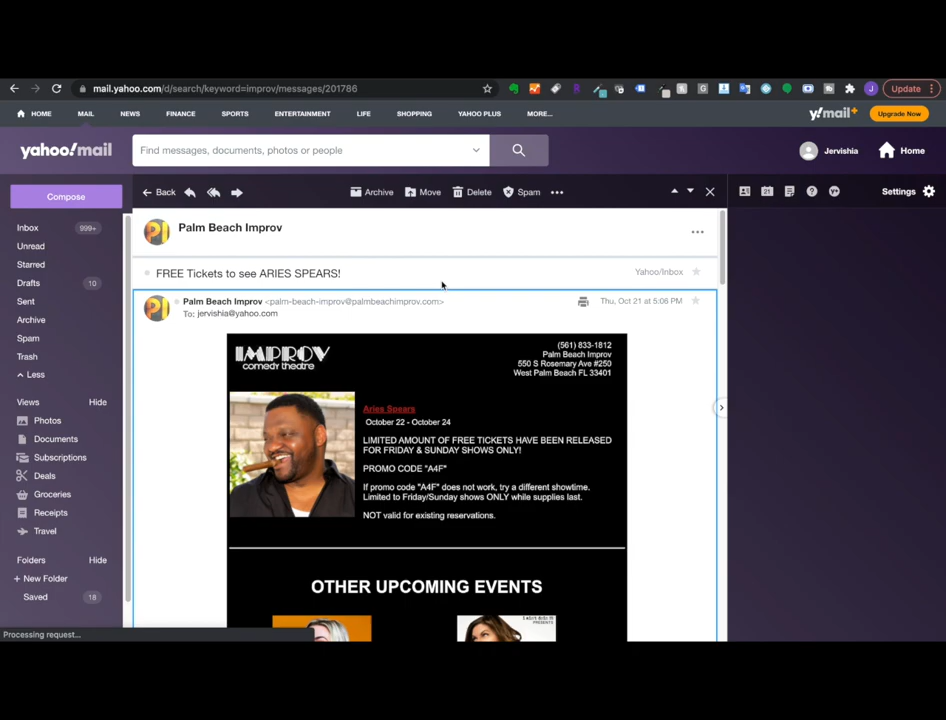 mail.yahoo.com/d/search/keyword=improv/messages/201786
Update
HOME MAIL NEWS FINANCE SPORTS ENTERTAINMENT LIFE SHOPPING YAHOO PLUS MORE...
y!mail+ Upgrade Now
yahoo!mail
Find messages, documents, photos or people
Jervishia Home
Compose
Back
Archive Move Delete Spam
Settings
Inbox 999+
Unread
Starred
Drafts 10
Sent
Archive
Spam
Trash
Less
Views Hide
Photos
Documents
Subscriptions
Deals
Groceries
Receipts
Travel
Folders Hide
+ New Folder
Saved 18
Processing request...
Palm Beach Improv
FREE Tickets to see ARIES SPEARS!
Yahoo/Inbox
Palm Beach Improv <palm-beach-improv@palmbeachimprov.com>
Thu, Oct 21 at 5:06 PM
To: jervishia@yahoo.com
IMPROV
comedy theatre
(561) 833-1812
Palm Beach Improv
550 S Rosemary Ave #250
West Palm Beach FL 33401
Aries Spears
October 22 - October 24
LIMITED AMOUNT OF FREE TICKETS HAVE BEEN RELEASED
FOR FRIDAY & SUNDAY SHOWS ONLY!
PROMO CODE "A4F"
If promo code "A4F" does not work, try a different showtime.
Limited to Friday/Sunday shows ONLY while supplies last.
NOT valid for existing reservations.
OTHER UPCOMING EVENTS